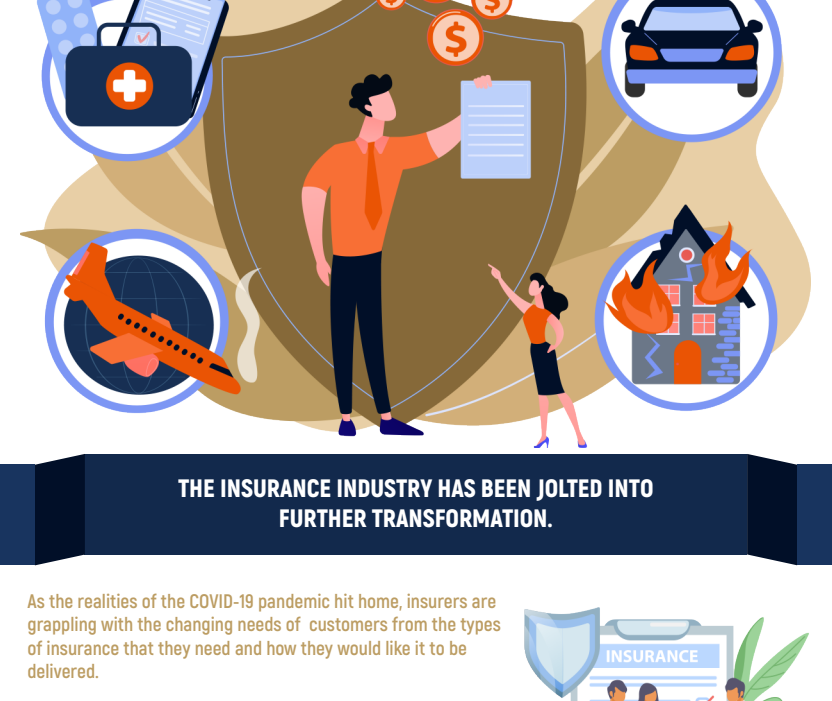 $
$
$
THE INSURANCE INDUSTRY HAS BEEN JOLTED INTO
FURTHER TRANSFORMATION.
As the realities of the COVID-19 pandemic hit home, insurers are
grappling with the changing needs of  customers from the types
of insurance that they need and how they would like it to be
delivered.
INSURANCE